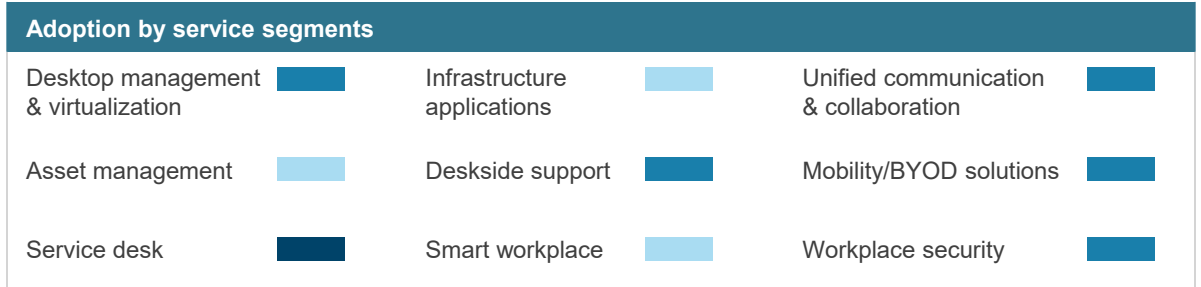 Adoption by service segments
Desktop management
& virtualization
Infrastructure
applications
Unified communication
& collaboration
Asset management
Deskside support
Mobility/BYOD solutions
Service desk
Smart workplace
Workplace security